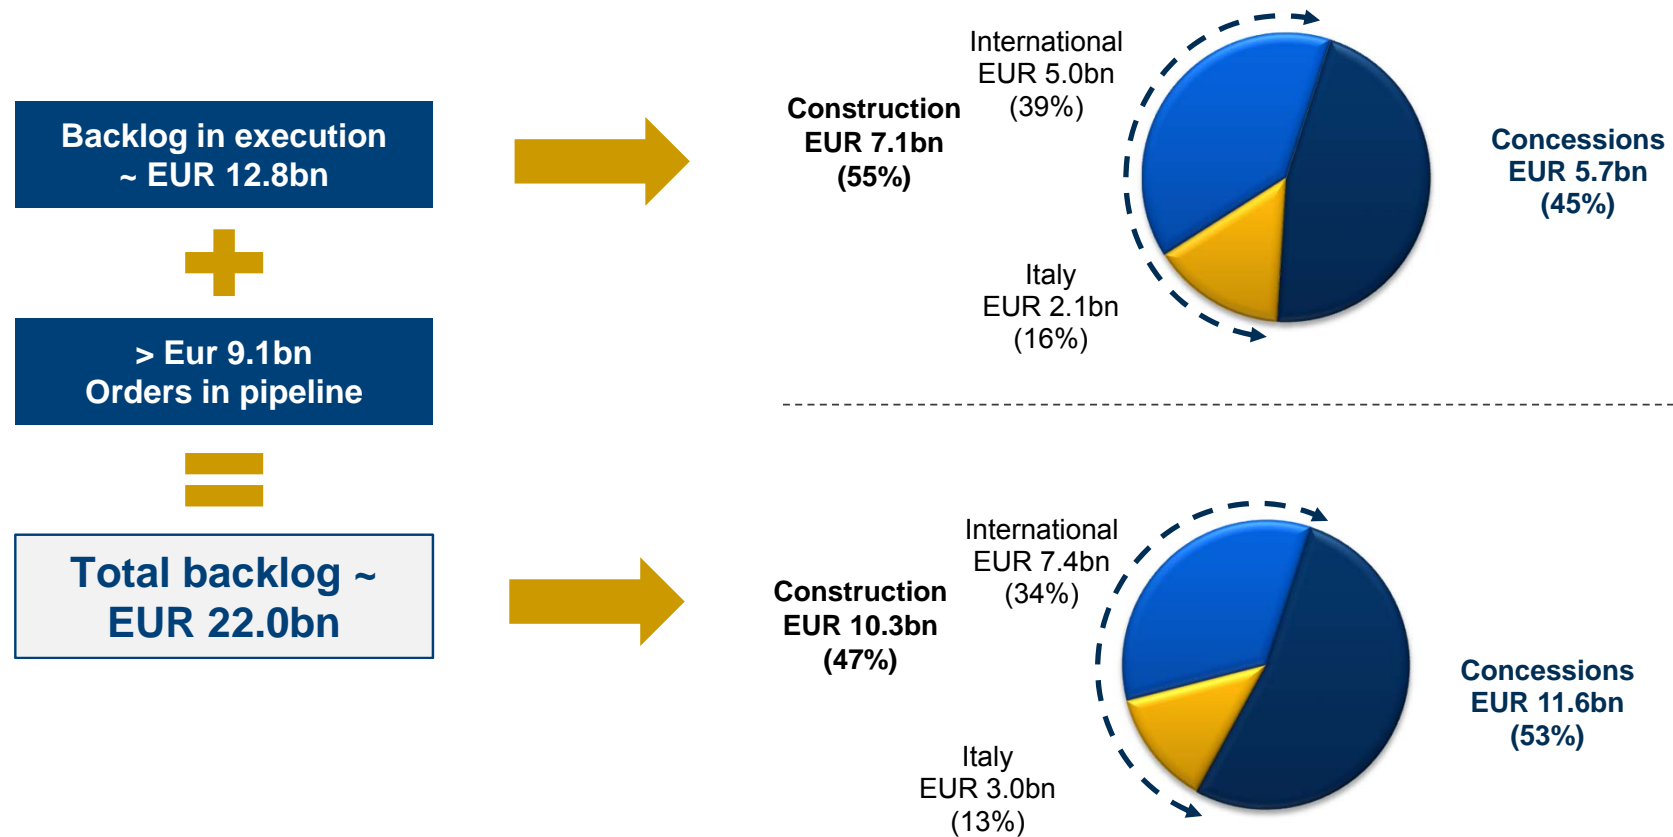 Backlog in execution
~ EUR 12.8bn
> Eur 9.1bn
Orders in pipeline
Total backlog ~
EUR 22.0bn
International
EUR 5.0bn
(39%)
Construction
EUR 7.1bn
(55%)
Italy
EUR 2.1bn
(16%)
Concessions
EUR 5.7bn
(45%)
International
EUR 7.4bn
(34%)
Construction
EUR 10.3bn
(47%)
Italy
EUR 3.0bn
(13%)
Concessions
EUR 11.6bn
(53%)